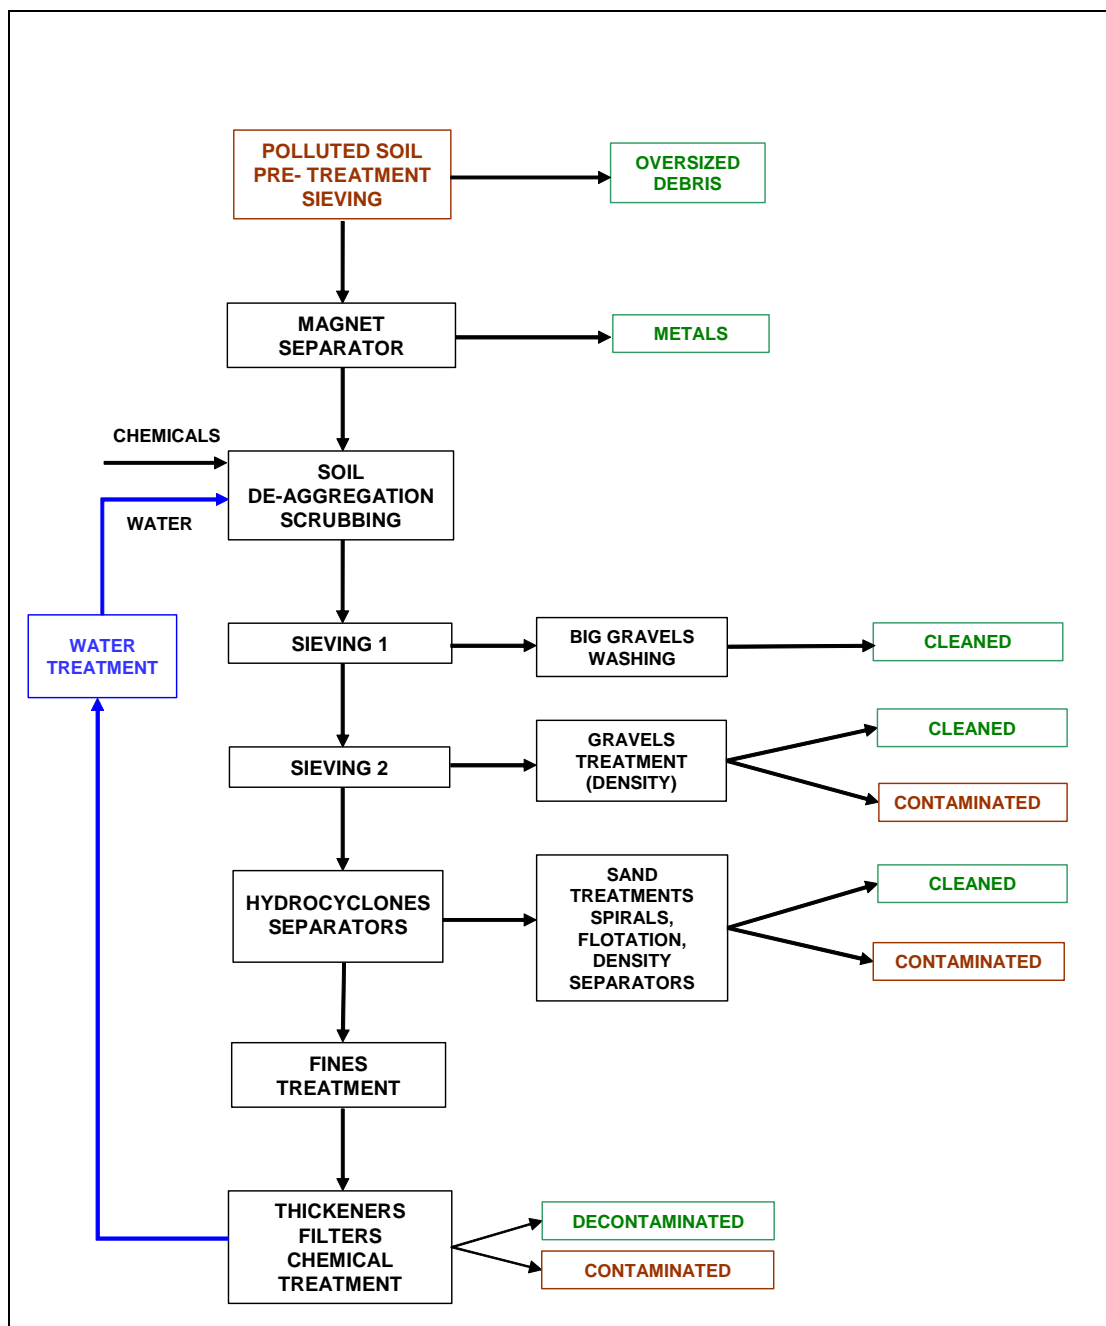 POLLUTED SOIL
PRE- TREATMENT
SIEVING
OVERSIZED
DEBRIS
MAGNET
SEPARATOR
METALS
CHEMICALS
SOIL
DE-AGGREGATION
SCRUBBING
WATER
WATER
TREATMENT
SIEVING 1
BIG GRAVELS
WASHING
CLEANED
SIEVING 2
GRAVELS
TREATMENT
(DENSITY)
CLEANED
CONTAMINATED
HYDROCYCLONES
SEPARATORS
SAND
TREATMENTS
SPIRALS,
FLOTATION,
DENSITY
SEPARATORS
CLEANED
CONTAMINATED
FINES
TREATMENT
THICKENERS
FILTERS
CHEMICAL
TREATMENT
DECONTAMINATED
CONTAMINATED